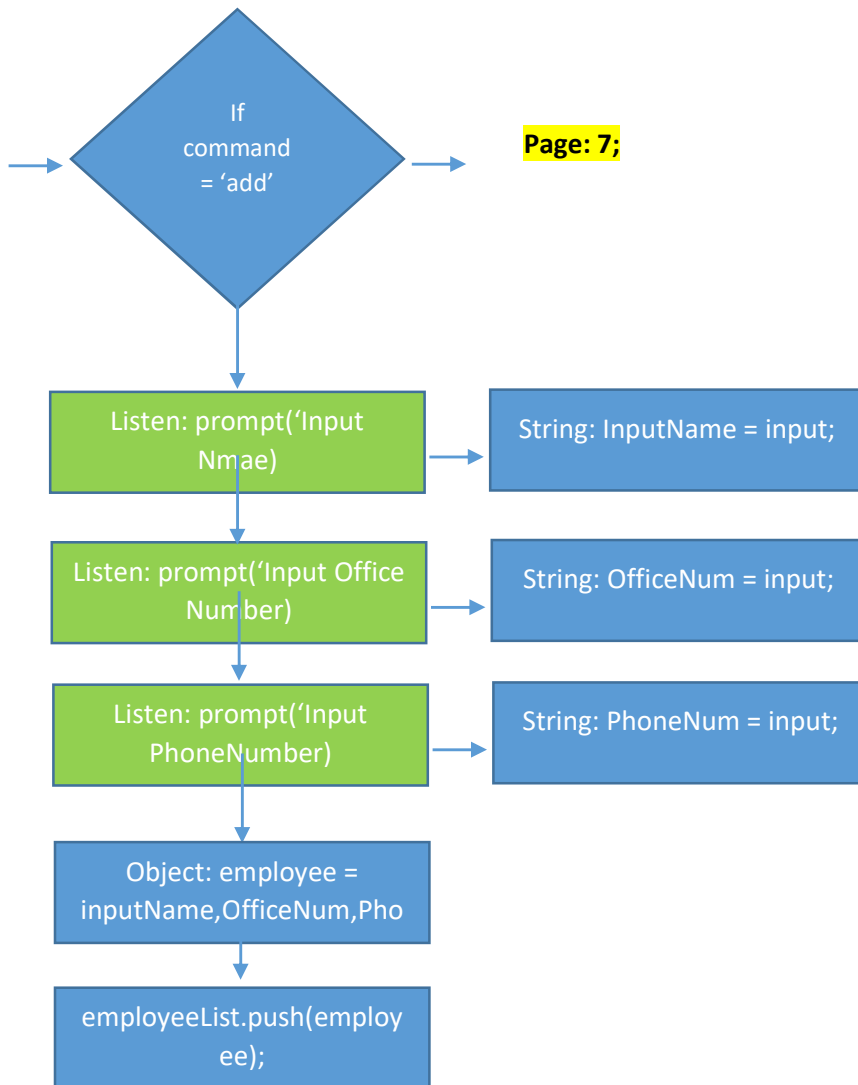 If
command
= ‘add’
Page: 7;
Listen: prompt(‘Input
Nmae)
String: InputName = input;
Listen: prompt(‘Input Office
Number)
String: OfficeNum = input;
Listen: prompt(‘Input
PhoneNumber)
String: PhoneNum = input;
Object: employee =
inputName,OfficeNum,Pho
employeeList.push(employ
ee);